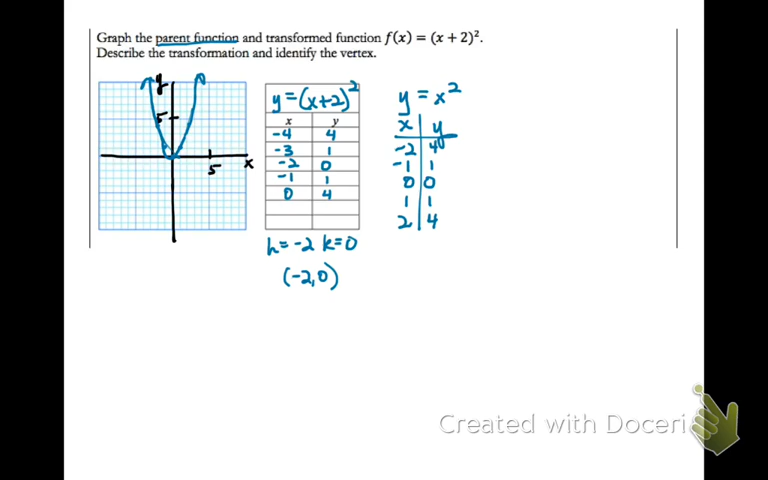 Graph the parent function and transformed function f(x) = (x + 2)².
Describe the transformation and identify the vertex.
y
5
5
x
y = (x+2)²
x y
-4 4
-3 1
-2 0
-1 1
0 4
h = -2 k = 0
(-2, 0)
y = x²
x y
-2 4
-1 1
0 0
1 1
2 4
Created with Doceri